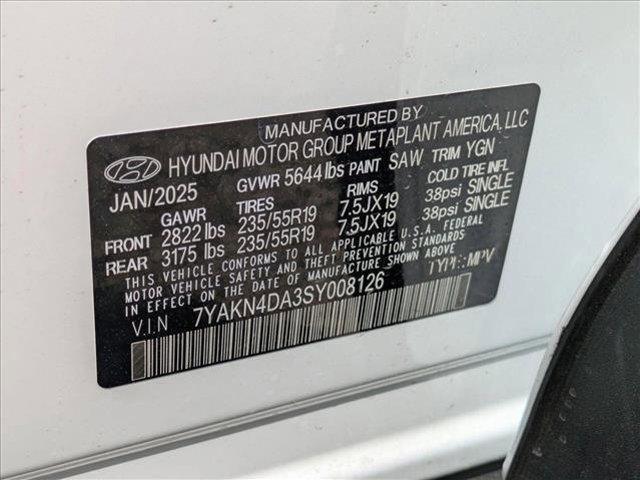 MANUFACTURED BY
HYUNDAI MOTOR GROUP METAPLANT AMERICA, LLC
JAN/2025 GVWR 5644 lbs PAINT SAW TRIM YGN
GAWR TIRES RIMS COLD TIRE INFL
FRONT 2822 lbs 235/55R19 7.5JX19 38psi SINGLE
REAR 3175 lbs 235/55R19 7.5JX19 38psi SINGLE
THIS VEHICLE CONFORMS TO ALL APPLICABLE U.S.A. FEDERAL
MOTOR VEHICLE SAFETY AND THEFT PREVENTION STANDARDS
IN EFFECT ON THE DATE OF MANUFACTURE SHOWN ABOVE
V.I.N 7YAKN4DA3SY008126 TYPE:MPV